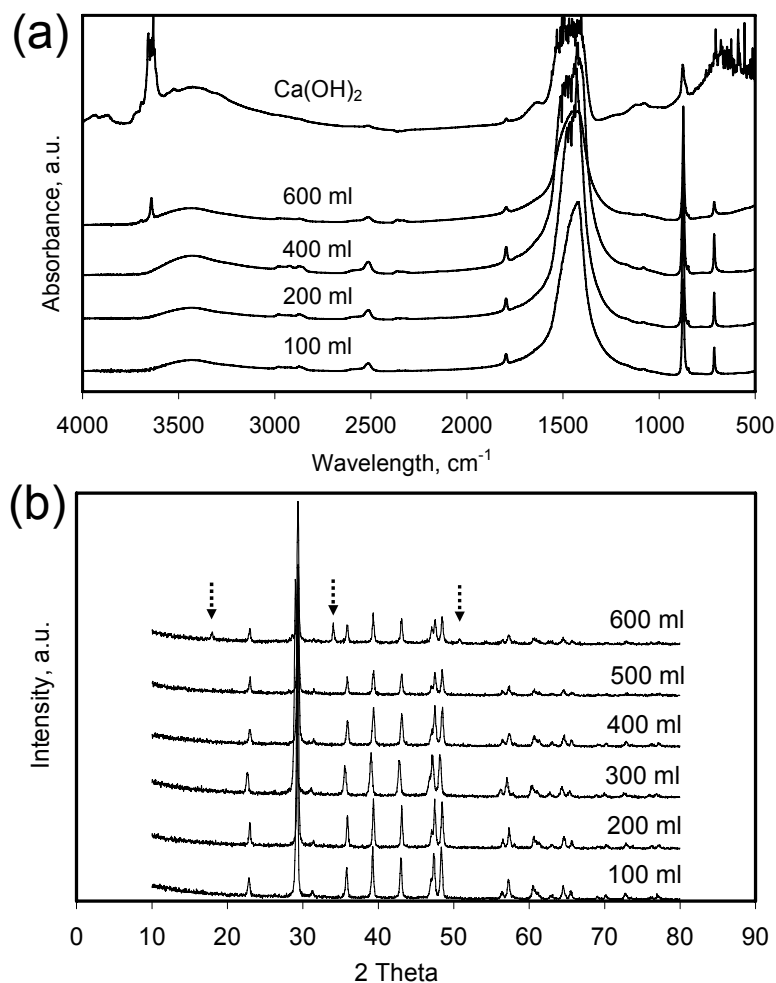 (a)
Ca(OH)2
600 ml
400 ml
200 ml
100 ml
Absorbance, a.u.
4000 3500 3000 2500 2000 1500 1000 500
Wavelength, cm-1
(b)
600 ml
500 ml
400 ml
300 ml
200 ml
100 ml
Intensity, a.u.
0 10 20 30 40 50 60 70 80 90
2 Theta